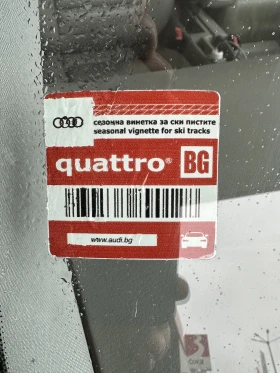 сезонна винетка за ски пистите
seasonal vignette for ski tracks
quattro® BG
www.audi.bg